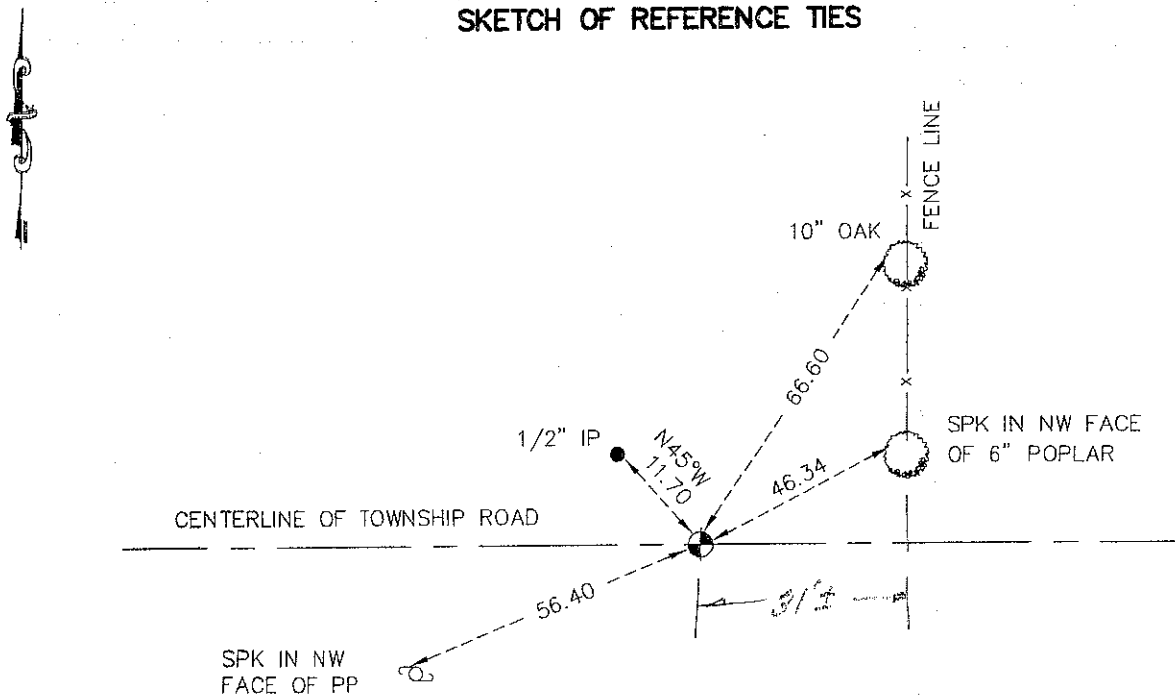 SKETCH OF REFERENCE TIES
FENCE LINE
10" OAK
66.60
1/2" IP
N45°W
11.70
46.34
SPK IN NW FACE
OF 6" POPLAR
CENTERLINE OF TOWNSHIP ROAD
56.40
31'±
SPK IN NW
FACE OF PP